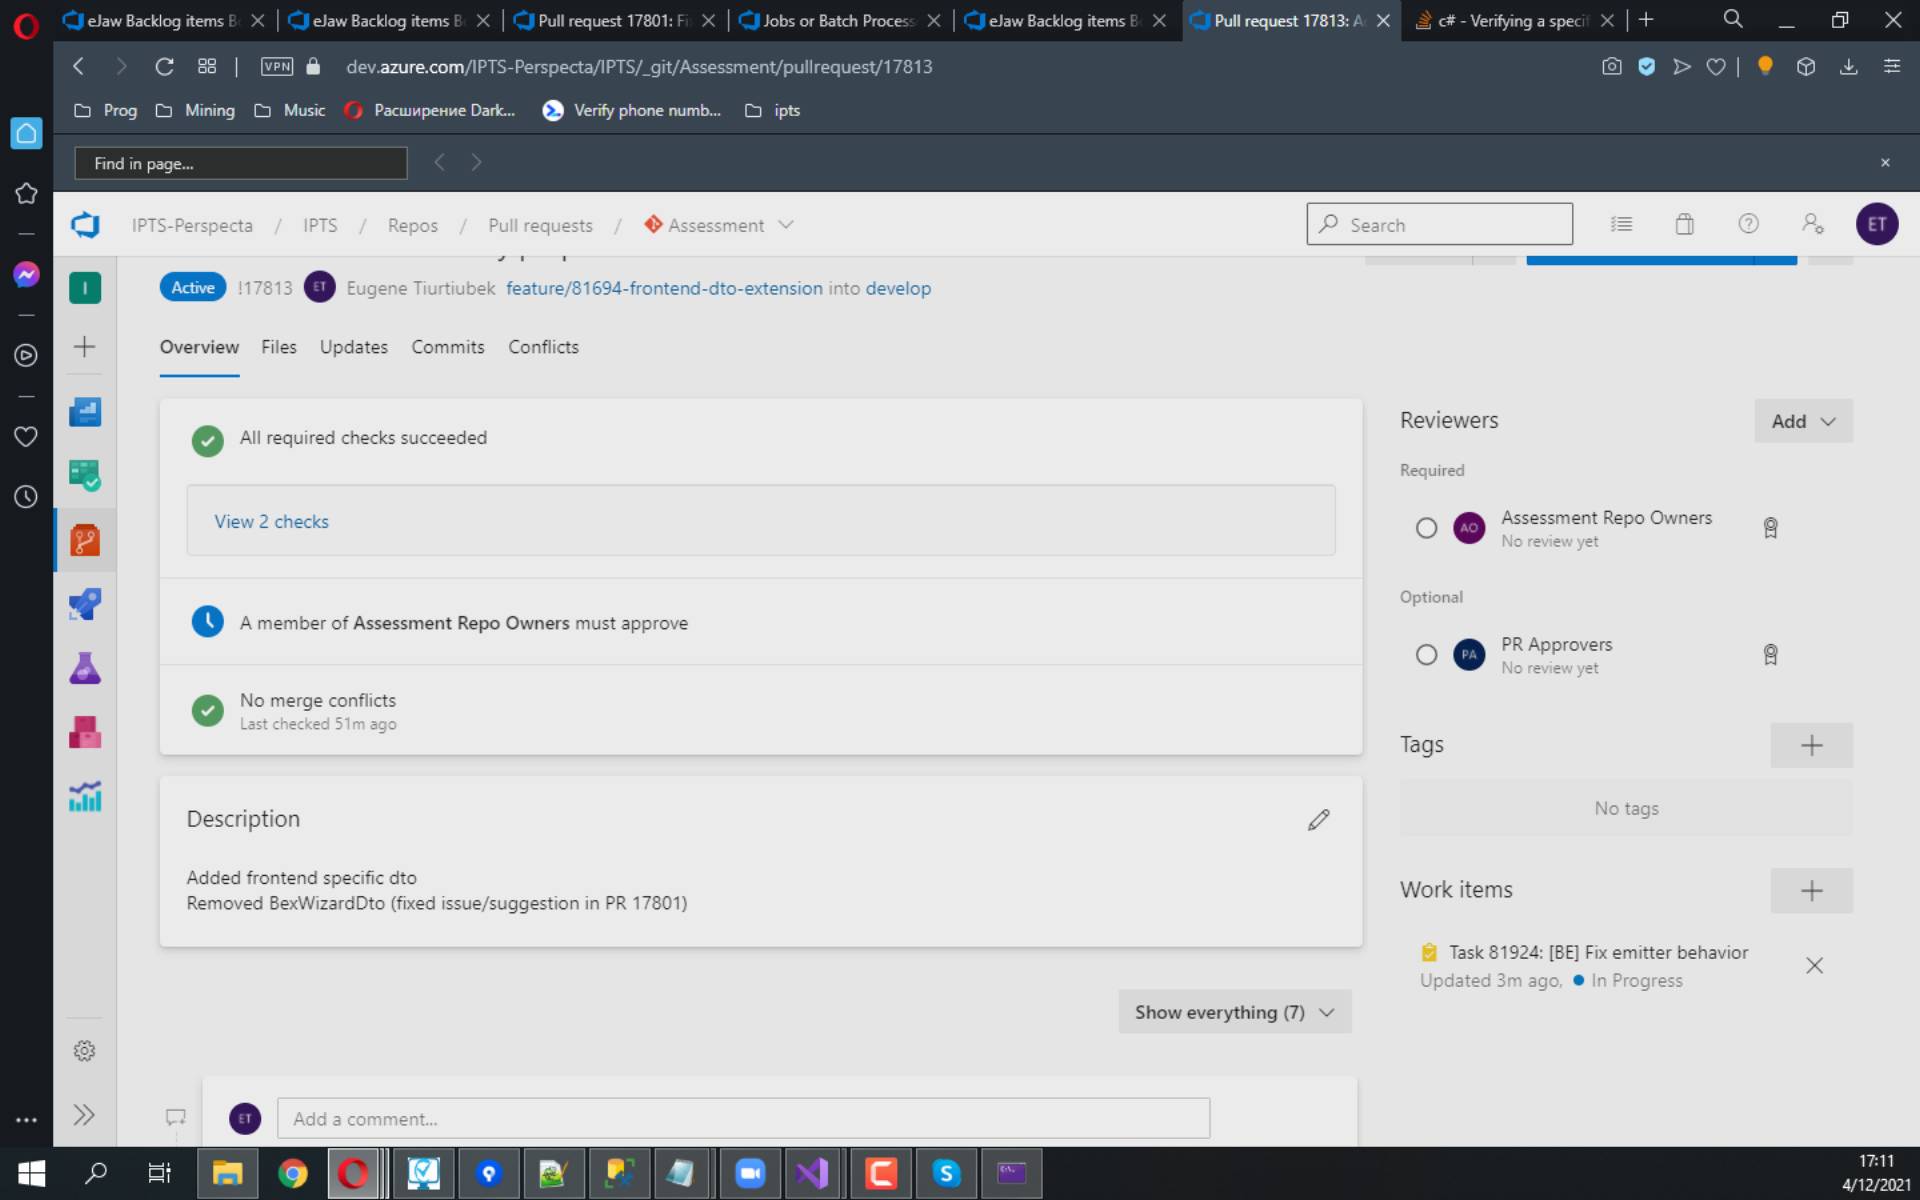 eJaw Backlog items B
eJaw Backlog items B
Pull request 17801: Fi
Jobs or Batch Process
eJaw Backlog items B
Pull request 17813: A
c# - Verifying a specif
VPN
dev.azure.com/IPTS-Perspecta/IPTS/_git/Assessment/pullrequest/17813
Prog
Mining
Music
Расширение Dark...
Verify phone numb...
ipts
Find in page...
IPTS-Perspecta / IPTS / Repos / Pull requests / Assessment
Search
ET
I
Active !17813 ET Eugene Tiurtiubek feature/81694-frontend-dto-extension into develop
Overview Files Updates Commits Conflicts
All required checks succeeded
View 2 checks
A member of Assessment Repo Owners must approve
No merge conflicts
Last checked 51m ago
Description
Added frontend specific dto
Removed BexWizardDto (fixed issue/suggestion in PR 17801)
Show everything (7)
ET
Add a comment...
Reviewers
Add
Required
AO
Assessment Repo Owners
No review yet
Optional
PA
PR Approvers
No review yet
Tags
No tags
Work items
Task 81924: [BE] Fix emitter behavior
Updated 3m ago, In Progress
17:11
4/12/2021